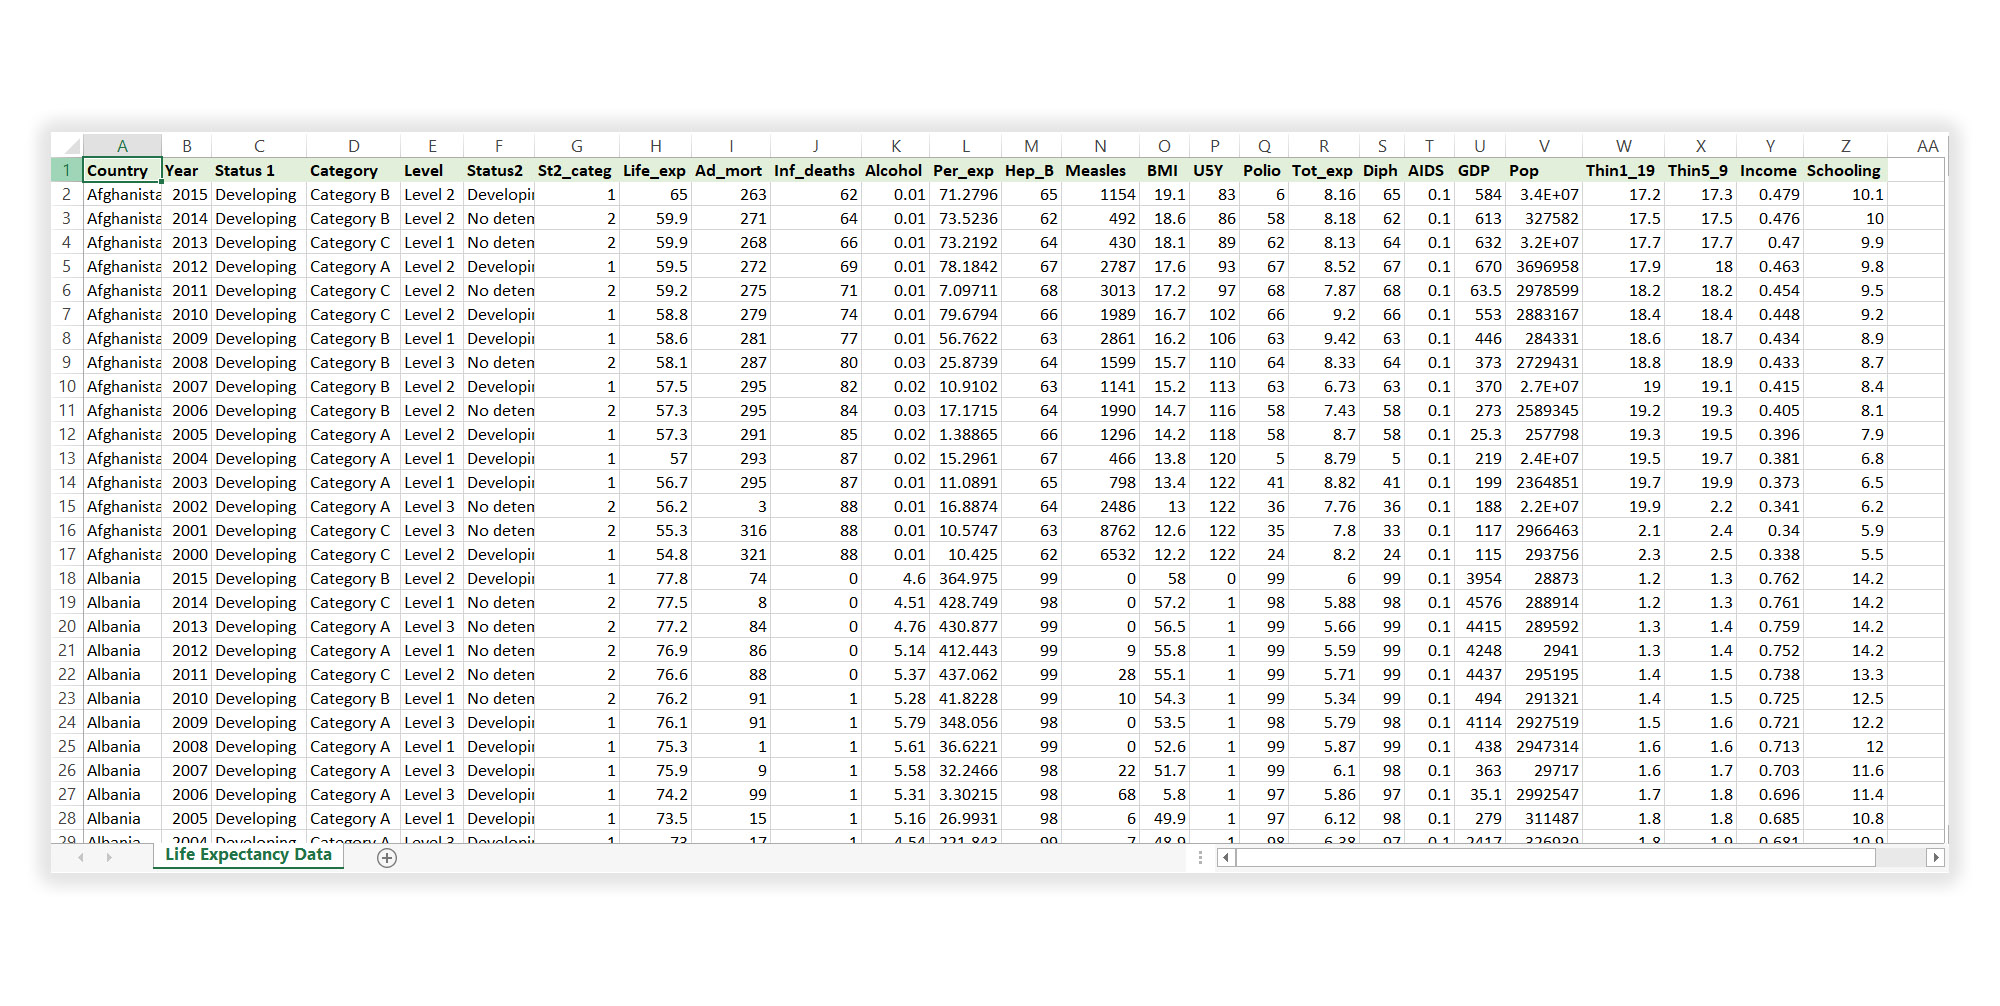 A B C D E F G H I J K L M N O P Q R S T U V W X Y Z AA
1 Country Year Status 1 Category Level Status2 St2_categ Life_exp Ad_mort Inf_deaths Alcohol Per_exp Hep_B Measles BMI U5Y Polio Tot_exp Diph AIDS GDP Pop Thin1_19 Thin5_9 Income Schooling
2 Afghanista 2015 Developing Category B Level 2 Developi 1 65 263 62 0.01 71.2796 65 1154 19.1 83 6 8.16 65 0.1 584 3.4E+07 17.2 17.3 0.479 10.1
3 Afghanista 2014 Developing Category B Level 2 No deten 2 59.9 271 64 0.01 73.5236 62 492 18.6 86 58 8.18 62 0.1 613 327582 17.5 17.5 0.476 10
4 Afghanista 2013 Developing Category C Level 1 No deten 2 59.9 268 66 0.01 73.2192 64 430 18.1 89 62 8.13 64 0.1 632 3.2E+07 17.7 17.7 0.47 9.9
5 Afghanista 2012 Developing Category A Level 2 Developi 1 59.5 272 69 0.01 78.1842 67 2787 17.6 93 67 8.52 67 0.1 670 3696958 17.9 18 0.463 9.8
6 Afghanista 2011 Developing Category C Level 2 No deten 2 59.2 275 71 0.01 7.09711 68 3013 17.2 97 68 7.87 68 0.1 63.5 2978599 18.2 18.2 0.454 9.5
7 Afghanista 2010 Developing Category C Level 2 Developi 1 58.8 279 74 0.01 79.6794 66 1989 16.7 102 66 9.2 66 0.1 553 2883167 18.4 18.4 0.448 9.2
8 Afghanista 2009 Developing Category B Level 1 Developi 1 58.6 281 77 0.01 56.7622 63 2861 16.2 106 63 9.42 63 0.1 446 284331 18.6 18.7 0.434 8.9
9 Afghanista 2008 Developing Category B Level 3 No deten 2 58.1 287 80 0.03 25.8739 64 1599 15.7 110 64 8.33 64 0.1 373 2729431 18.8 18.9 0.433 8.7
10 Afghanista 2007 Developing Category B Level 2 Developi 1 57.5 295 82 0.02 10.9102 63 1141 15.2 113 63 6.73 63 0.1 370 2.7E+07 19 19.1 0.415 8.4
11 Afghanista 2006 Developing Category B Level 2 No deten 2 57.3 295 84 0.03 17.1715 64 1990 14.7 116 58 7.43 58 0.1 273 2589345 19.2 19.3 0.405 8.1
12 Afghanista 2005 Developing Category A Level 2 Developi 1 57.3 291 85 0.02 1.38865 66 1296 14.2 118 58 8.7 58 0.1 25.3 257798 19.3 19.5 0.396 7.9
13 Afghanista 2004 Developing Category A Level 1 Developi 1 57 293 87 0.02 15.2961 67 466 13.8 120 5 8.79 5 0.1 219 2.4E+07 19.5 19.7 0.381 6.8
14 Afghanista 2003 Developing Category A Level 1 Developi 1 56.7 295 87 0.01 11.0891 65 798 13.4 122 41 8.82 41 0.1 199 2364851 19.7 19.9 0.373 6.5
15 Afghanista 2002 Developing Category A Level 3 No deten 2 56.2 3 88 0.01 16.8874 64 2486 13 122 36 7.76 36 0.1 188 2.2E+07 19.9 2.2 0.341 6.2
16 Afghanista 2001 Developing Category C Level 3 No deten 2 55.3 316 88 0.01 10.5747 63 8762 12.6 122 35 7.8 33 0.1 117 2966463 2.1 2.4 0.34 5.9
17 Afghanista 2000 Developing Category C Level 2 Developi 1 54.8 321 88 0.01 10.425 62 6532 12.2 122 24 8.2 24 0.1 115 293756 2.3 2.5 0.338 5.5
18 Albania 2015 Developing Category B Level 2 Developi 1 77.8 74 0 4.6 364.975 99 0 58 0 99 6 99 0.1 3954 28873 1.2 1.3 0.762 14.2
19 Albania 2014 Developing Category C Level 1 No deten 2 77.5 8 0 4.51 428.749 98 0 57.2 1 98 5.88 98 0.1 4576 288914 1.2 1.3 0.761 14.2
20 Albania 2013 Developing Category A Level 3 No deten 2 77.2 84 0 4.76 430.877 99 0 56.5 1 99 5.66 99 0.1 4415 289592 1.3 1.4 0.759 14.2
21 Albania 2012 Developing Category A Level 1 No deten 2 76.9 86 0 5.14 412.443 99 9 55.8 1 99 5.59 99 0.1 4248 2941 1.3 1.4 0.752 14.2
22 Albania 2011 Developing Category C Level 2 No deten 2 76.6 88 0 5.37 437.062 99 28 55.1 1 99 5.71 99 0.1 4437 295195 1.4 1.5 0.738 13.3
23 Albania 2010 Developing Category B Level 1 No deten 2 76.2 91 1 5.28 41.8228 99 10 54.3 1 99 5.34 99 0.1 494 291321 1.4 1.5 0.725 12.5
24 Albania 2009 Developing Category A Level 3 Developi 1 76.1 91 1 5.79 348.056 98 0 53.5 1 98 5.79 98 0.1 4114 2927519 1.5 1.6 0.721 12.2
25 Albania 2008 Developing Category A Level 1 Developi 1 75.3 1 1 5.61 36.6221 99 0 52.6 1 99 5.87 99 0.1 438 2947314 1.6 1.6 0.713 12
26 Albania 2007 Developing Category A Level 3 Developi 1 75.9 9 1 5.58 32.2466 98 22 51.7 1 99 6.1 98 0.1 363 29717 1.6 1.7 0.703 11.6
27 Albania 2006 Developing Category A Level 3 Developi 1 74.2 99 1 5.31 3.30215 98 68 5.8 1 97 5.86 97 0.1 35.1 2992547 1.7 1.8 0.696 11.4
28 Albania 2005 Developing Category A Level 1 Developi 1 73.5 15 1 5.16 26.9931 98 6 49.9 1 97 6.12 98 0.1 279 311487 1.8 1.8 0.685 10.8
29 Albania 2004 Developing Category A Level 3 Developi 1 73 17 1 4.54 221.843 99 7 48.9 1 98 6.38 97 0.1 2417 326939 1.8 1.9 0.681 10.9
Life Expectancy Data